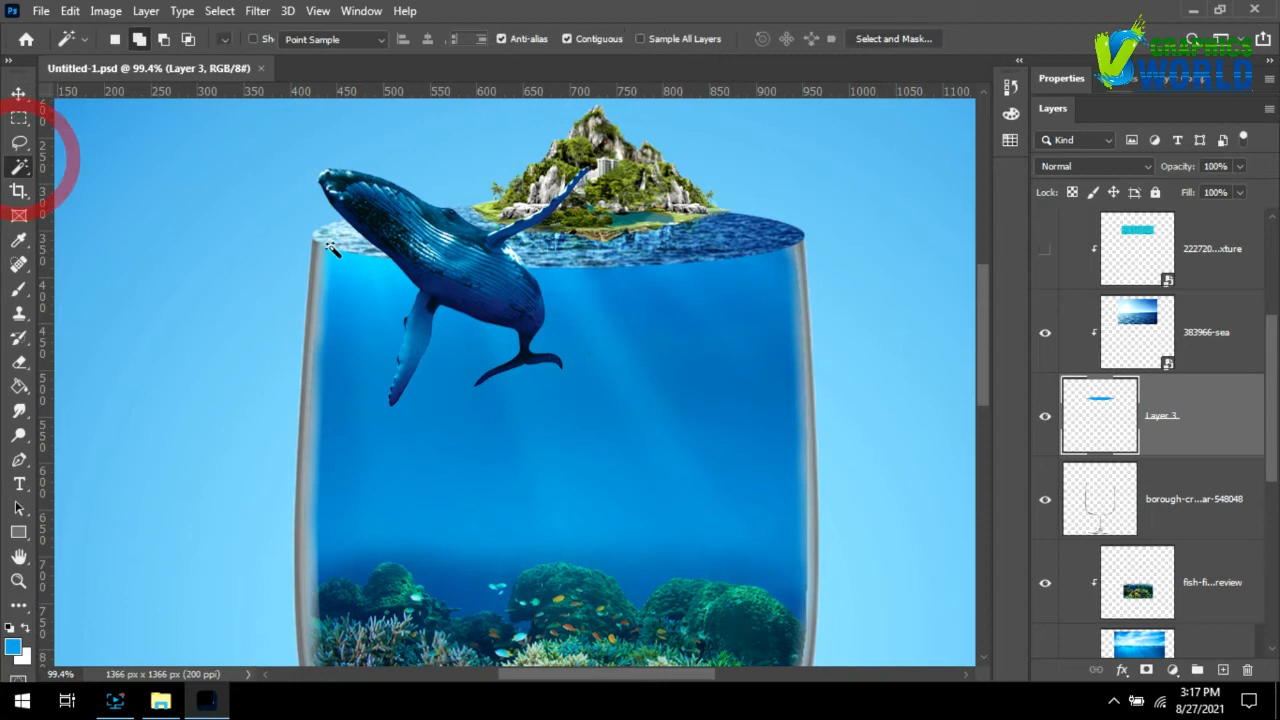 Ps File Edit Image Layer Type Select Filter 3D View Window Help
Sh Point Sample Anti-alias Contiguous Sample All Layers Select and Mask...
GRAPHICS
WORLD
Untitled-1.psd @ 99.4% (Layer 3, RGB/8#)
Properties
150 200 250 300 350 400 450 500 550 600 650 700 750 800 850 900 950 1000 1050 1100
Layers
Kind
Normal Opacity: 100%
Lock: Fill: 100%
222720...xture
383966-sea
Layer 3
borough-cr...ar-548048
fish-fi...review
99.4% 1366 px x 1366 px (200 ppi)
3:17 PM
8/27/2021